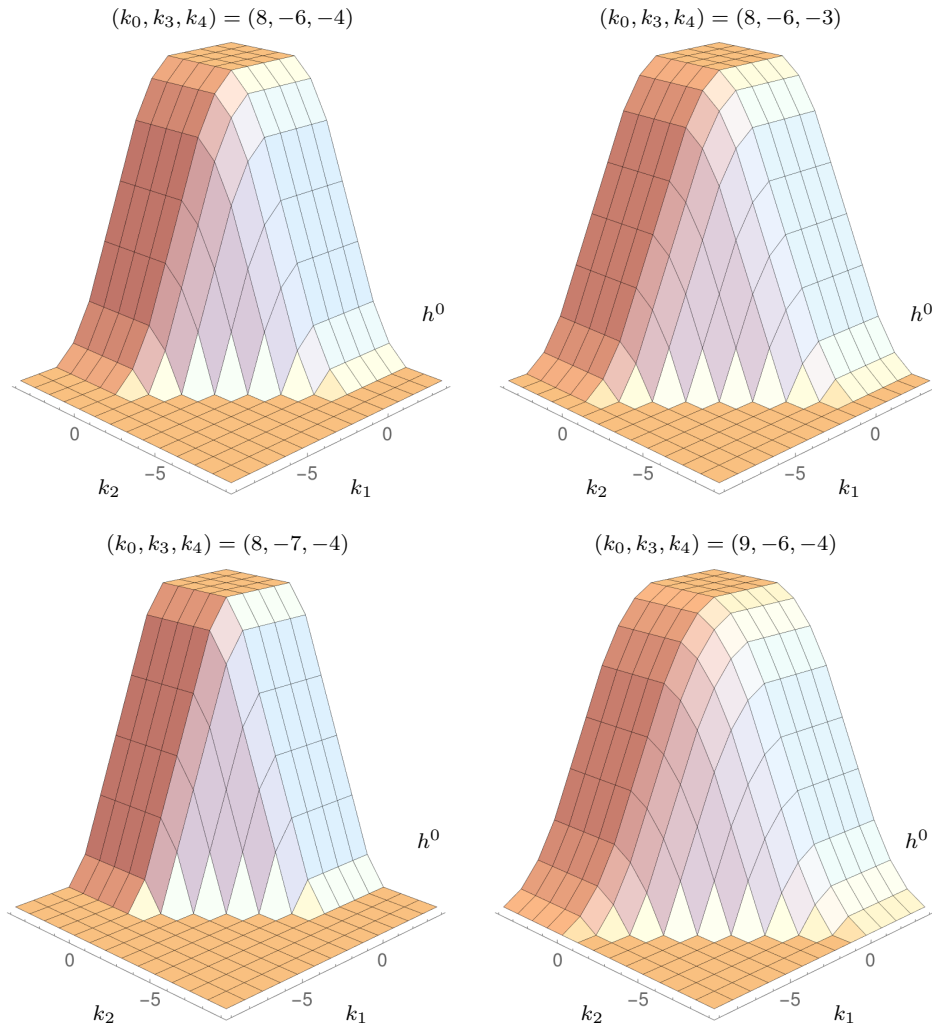 (k₀, k₃, k₄) = (8, −6, −4)
(k₀, k₃, k₄) = (8, −6, −3)
h⁰
h⁰
0
0
0
0
−5
−5
−5
−5
k₂
k₁
k₂
k₁
(k₀, k₃, k₄) = (8, −7, −4)
(k₀, k₃, k₄) = (9, −6, −4)
h⁰
h⁰
0
0
0
0
−5
−5
−5
−5
k₂
k₁
k₂
k₁